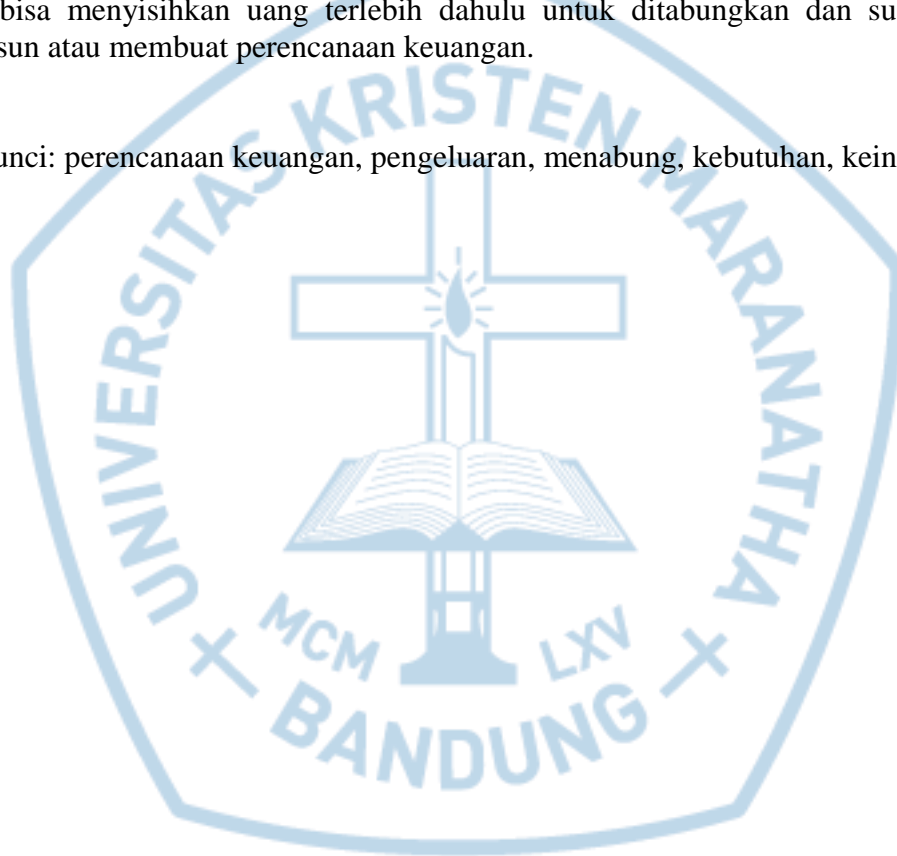 bisa menyisihkan uang terlebih dahulu untuk ditabungkan dan su
sun atau membuat perencanaan keuangan.
unci: perencanaan keuangan, pengeluaran, menabung, kebutuhan, kein
UNIVERSITAS KRISTEN MARANATHA
MCM LXV
BANDUNG